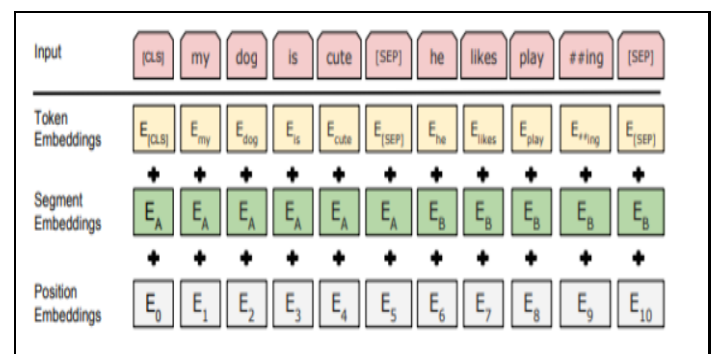 Input [CLS] my dog is cute [SEP] he likes play ##ing [SEP]
Token
Embeddings E[CLS] Emy Edog Eis Ecute E[SEP] Ehe Elikes Eplay E##ing E[SEP]
+ + + + + + + + + + +
Segment
Embeddings EA EA EA EA EA EA EB EB EB EB EB
+ + + + + + + + + + +
Position
Embeddings E0 E1 E2 E3 E4 E5 E6 E7 E8 E9 E10